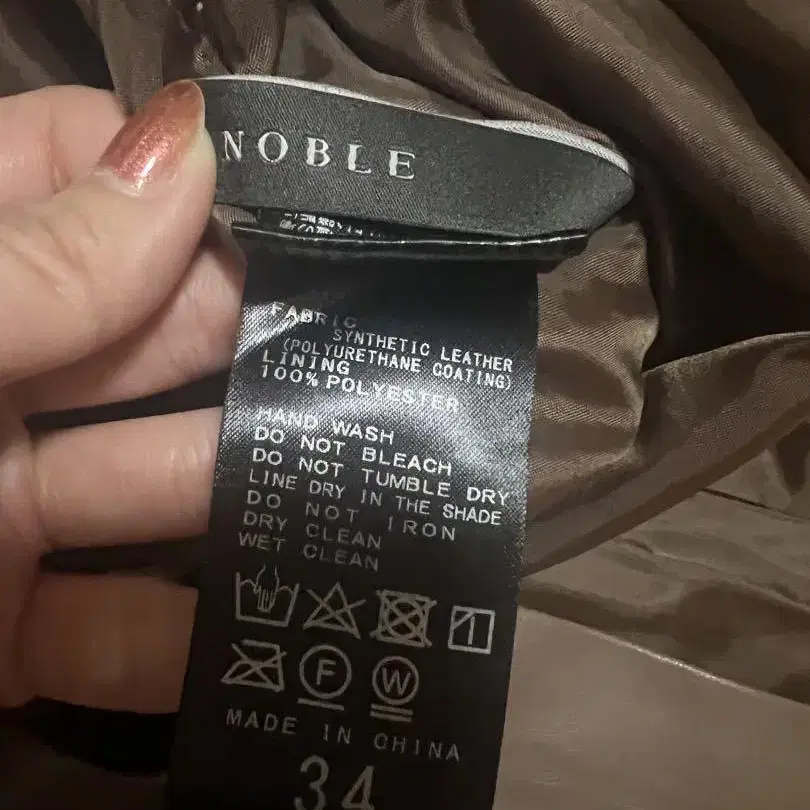 NOBLE
FABRIC
SYNTHETIC LEATHER
(POLYURETHANE COATING)
LINING
100% POLYESTER
HAND WASH
DO NOT BLEACH
DO NOT TUMBLE DRY
LINE DRY IN THE SHADE
DO NOT IRON
DRY CLEAN
WET CLEAN
F W
MADE IN CHINA
34